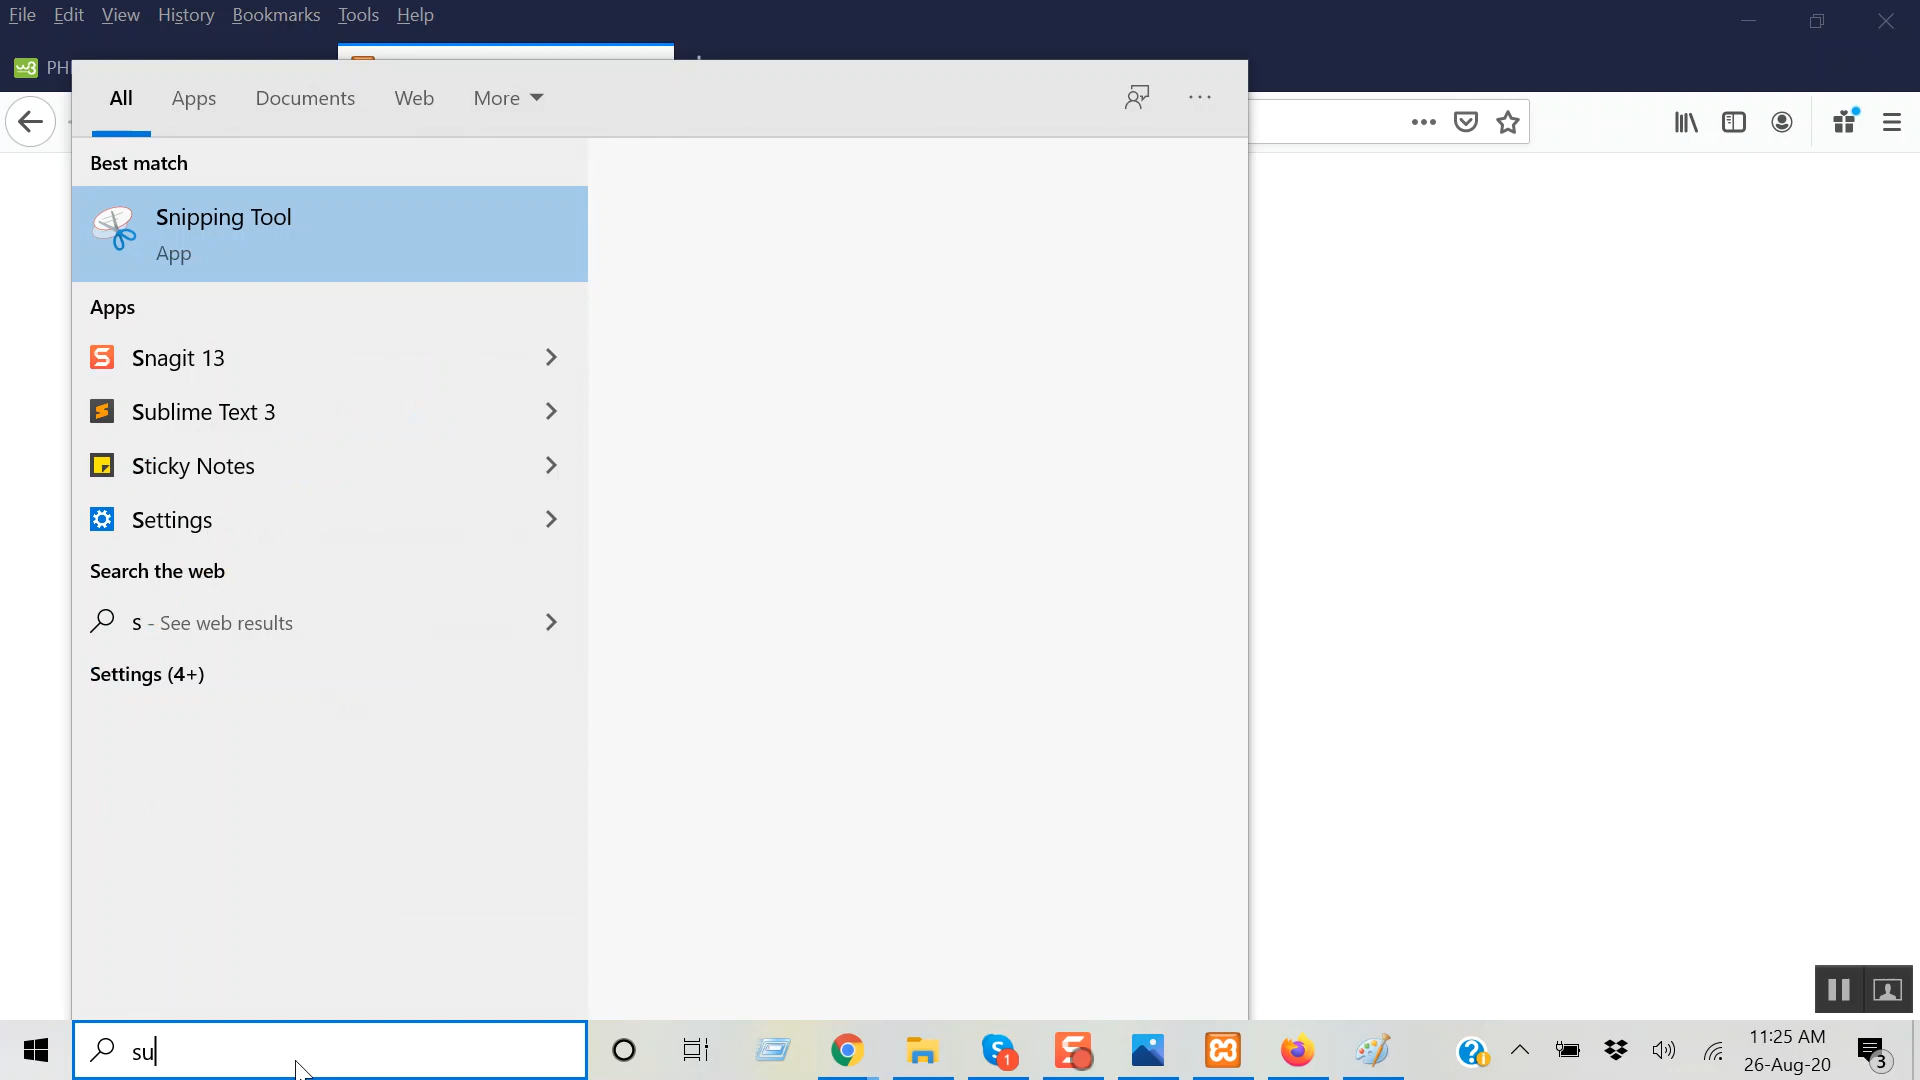 File Edit View History Bookmarks Tools Help
PH
All Apps Documents Web More
Best match
Snipping Tool
App
Apps
Snagit 13
Sublime Text 3
Sticky Notes
Settings
Search the web
s - See web results
Settings (4+)
su
11:25 AM
26-Aug-20
1
3